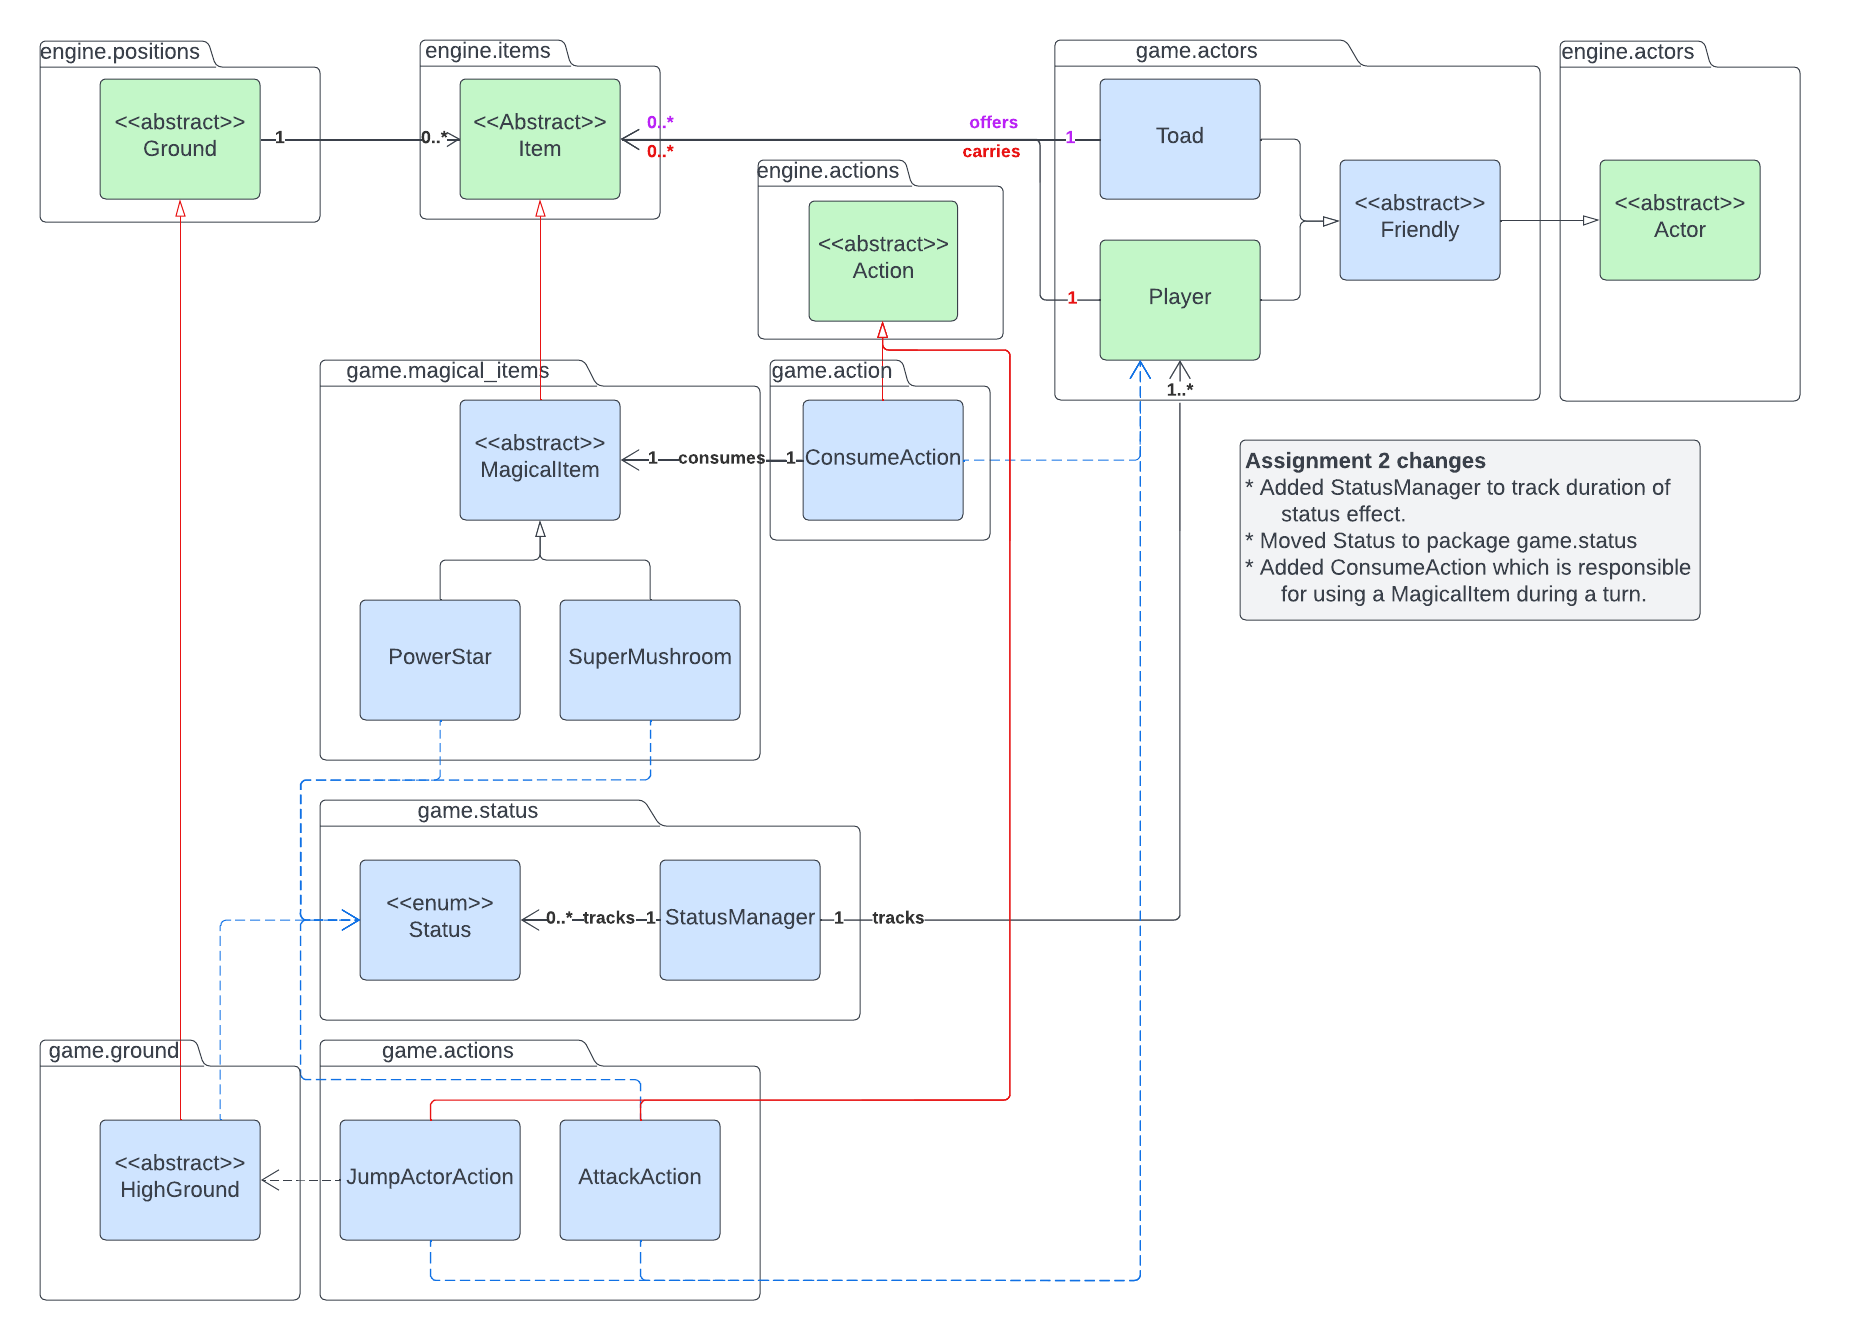 engine.positions
engine.items
game.actors
engine.actors
<<abstract>>
Ground
1
0..*
<<Abstract>>
Item
0..*
0..*
offers
carries
1
Toad
engine.actions
<<abstract>>
Action
<<abstract>>
Friendly
<<abstract>>
Actor
1
Player
1..*
game.magical_items
game.action
<<abstract>>
MagicalItem
1
consumes
1
ConsumeAction
Assignment 2 changes
* Added StatusManager to track duration of
status effect.
* Moved Status to package game.status
* Added ConsumeAction which is responsible
for using a MagicalItem during a turn.
PowerStar
SuperMushroom
game.status
<<enum>>
Status
0..*
tracks
1
StatusManager
1
tracks
game.ground
game.actions
<<abstract>>
HighGround
JumpActorAction
AttackAction